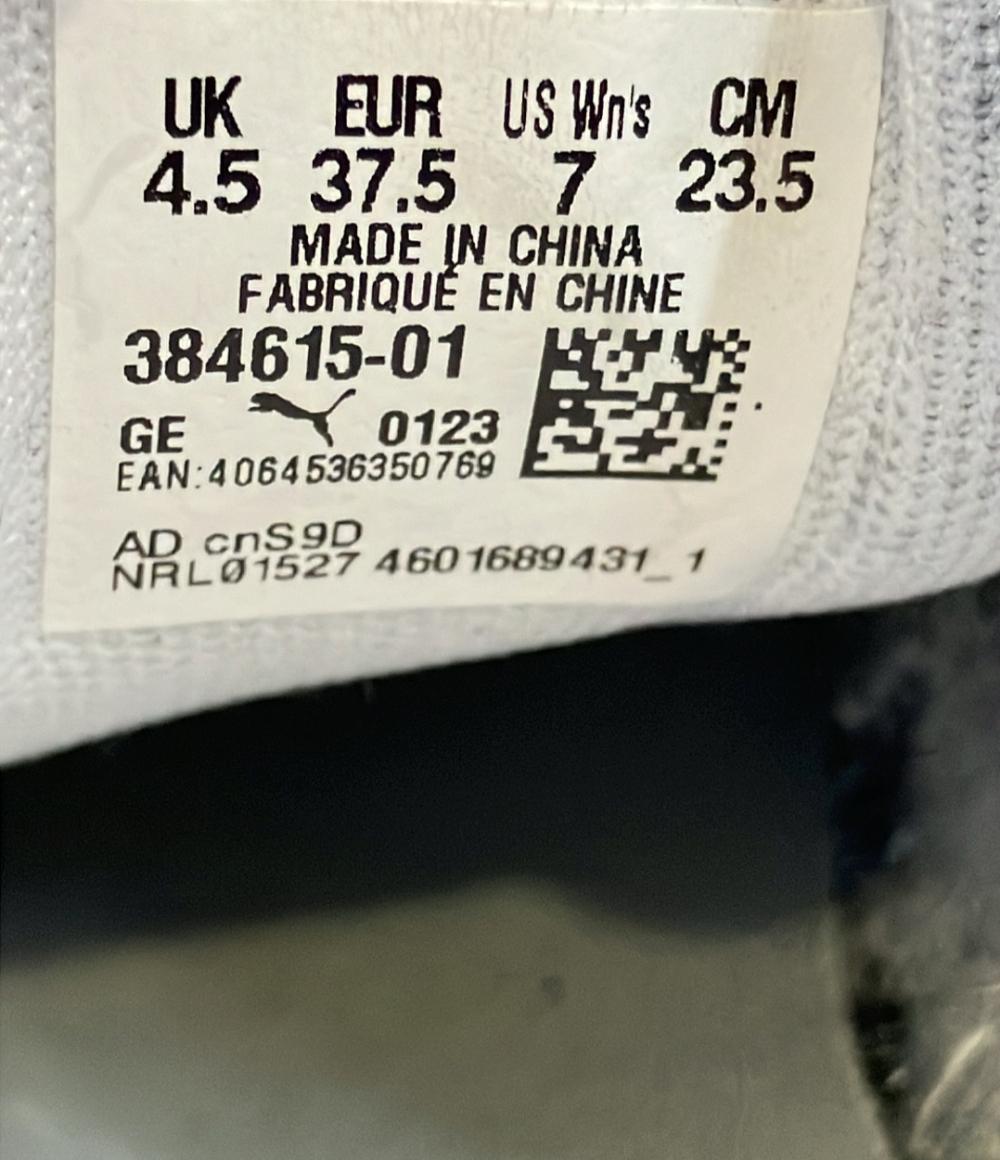 UK EUR US Wn's CM
4.5 37.5 7 23.5
MADE IN CHINA
FABRIQUÉ EN CHINE
384615-01
GE 0123
EAN:4064536350769
AD cnS9D
NRLØ1527 4601689431_1